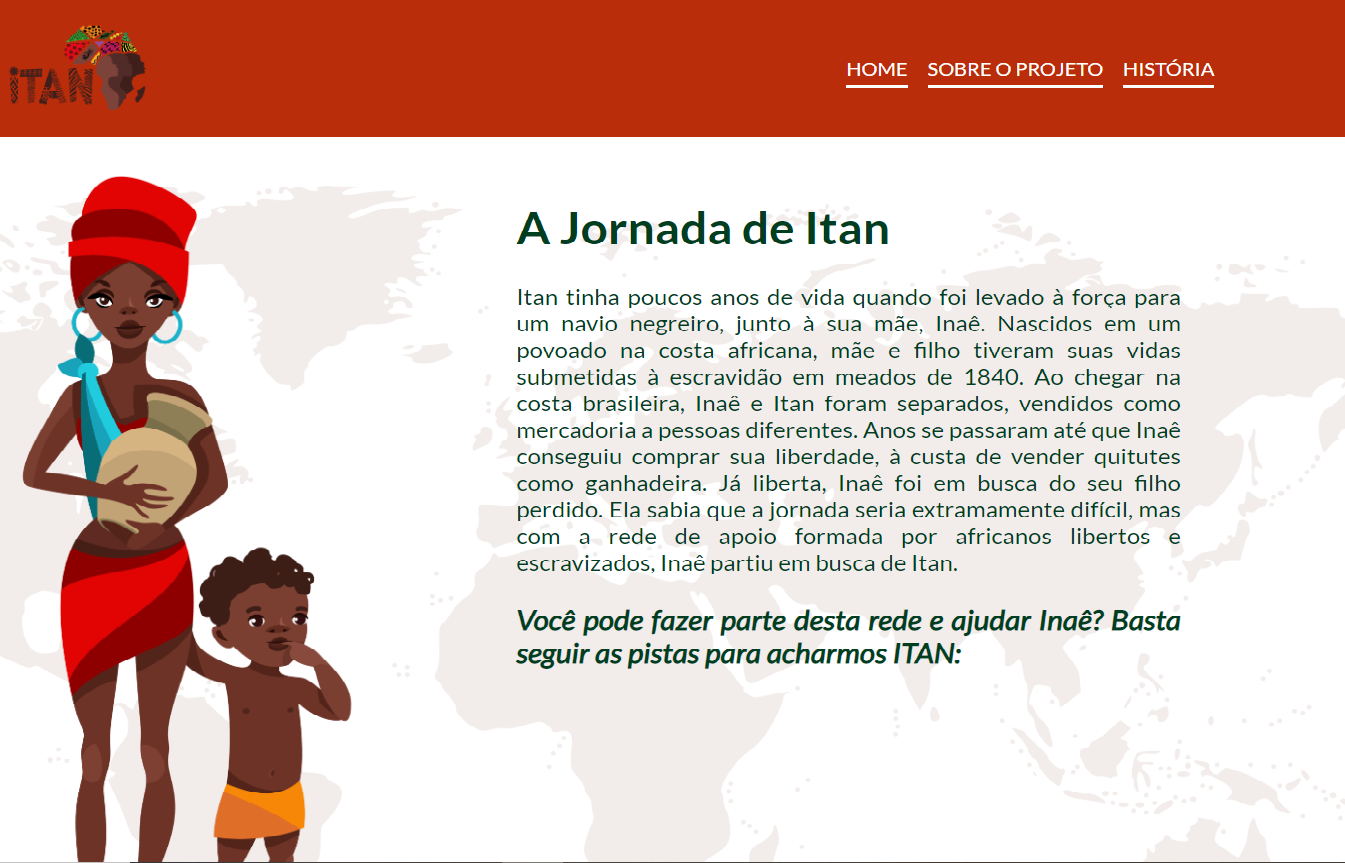 iTAN
HOME SOBRE O PROJETO HISTÓRIA
A Jornada de Itan
Itan tinha poucos anos de vida quando foi levado à força para
um navio negreiro, junto à sua mãe, Inaê. Nascidos em um
povoado na costa africana, mãe e filho tiveram suas vidas
submetidas à escravidão em meados de 1840. Ao chegar na
costa brasileira, Inaê e Itan foram separados, vendidos como
mercadoria a pessoas diferentes. Anos se passaram até que Inaê
conseguiu comprar sua liberdade, à custa de vender quitutes
como ganhadeira. Já liberta, Inaê foi em busca do seu filho
perdido. Ela sabia que a jornada seria extramamente difícil, mas
com a rede de apoio formada por africanos libertos e
escravizados, Inaê partiu em busca de Itan.
Você pode fazer parte desta rede e ajudar Inaê? Basta
seguir as pistas para acharmos ITAN: